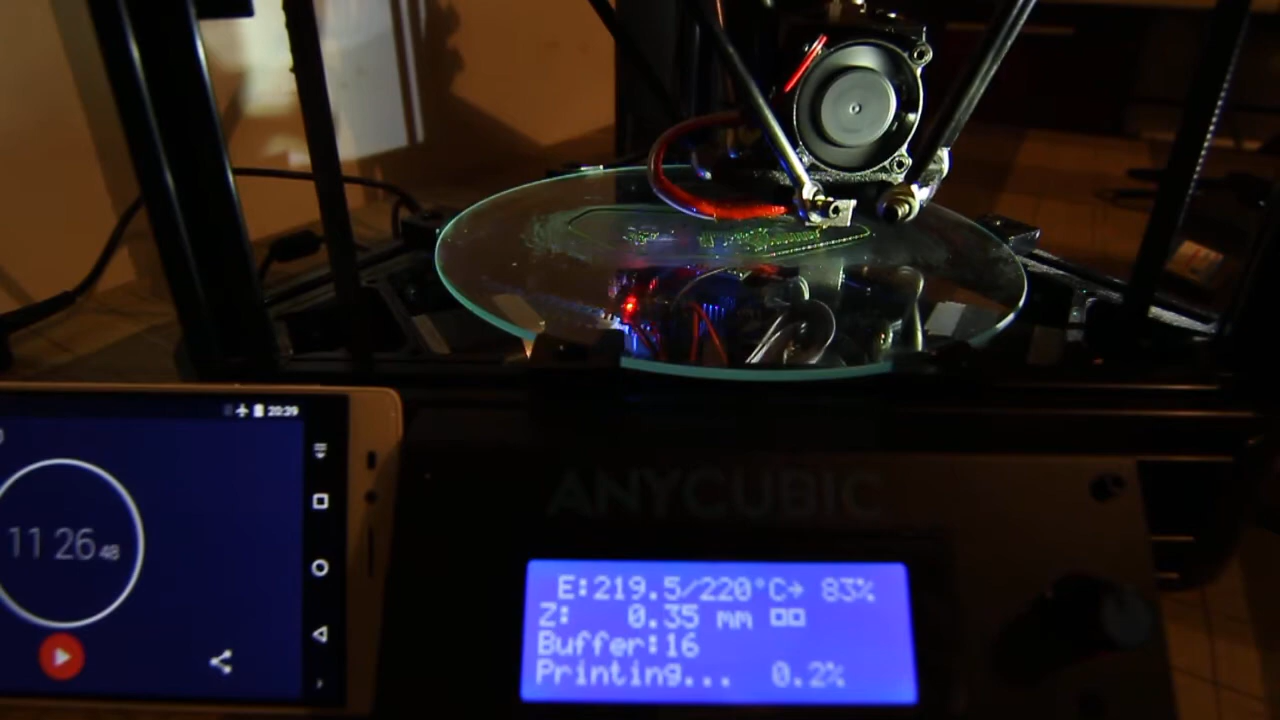 20:39
11 26 48
ANYCUBIC
E:219.5/220°C→ 83%
Z: 0.35 mm □□
Buffer:16
Printing... 0.2%